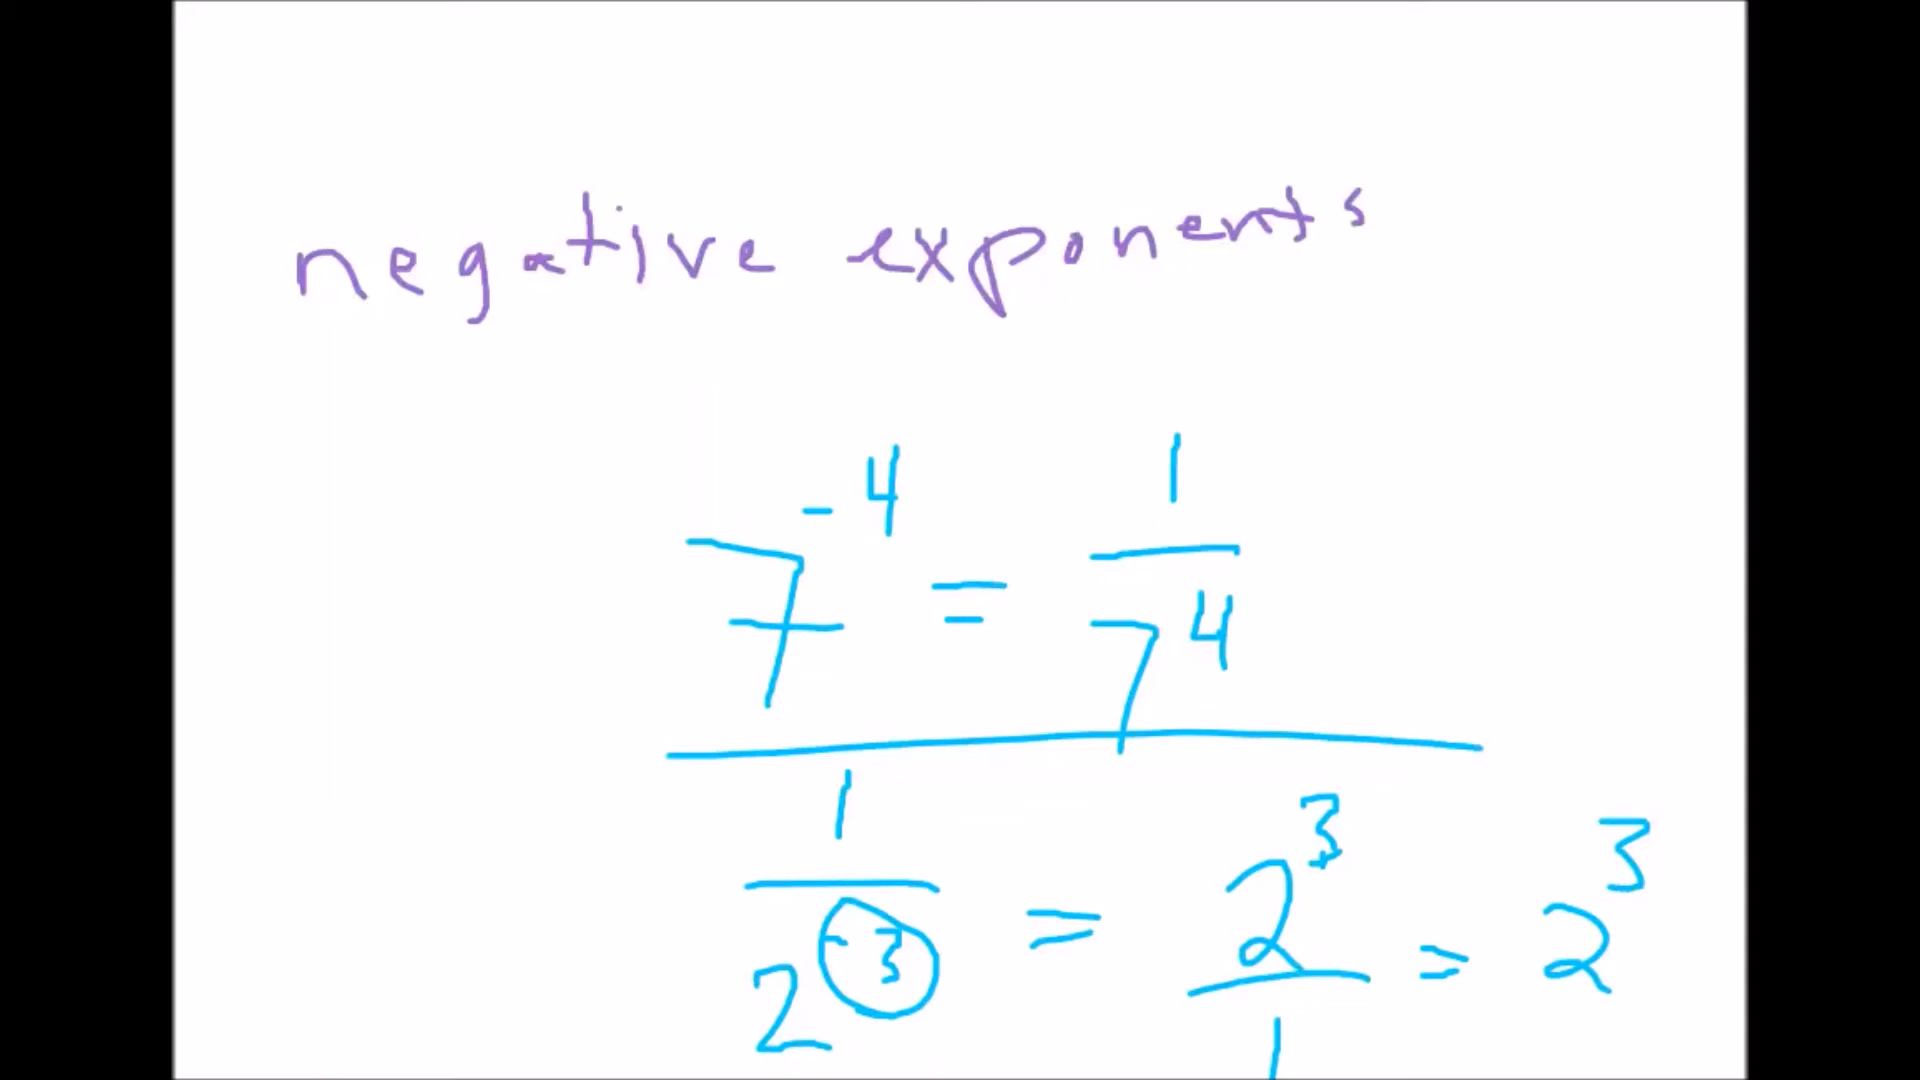 negative exponents
7^-4 = 1/7^4
1/2^-3 = 2^3/1 = 2^3